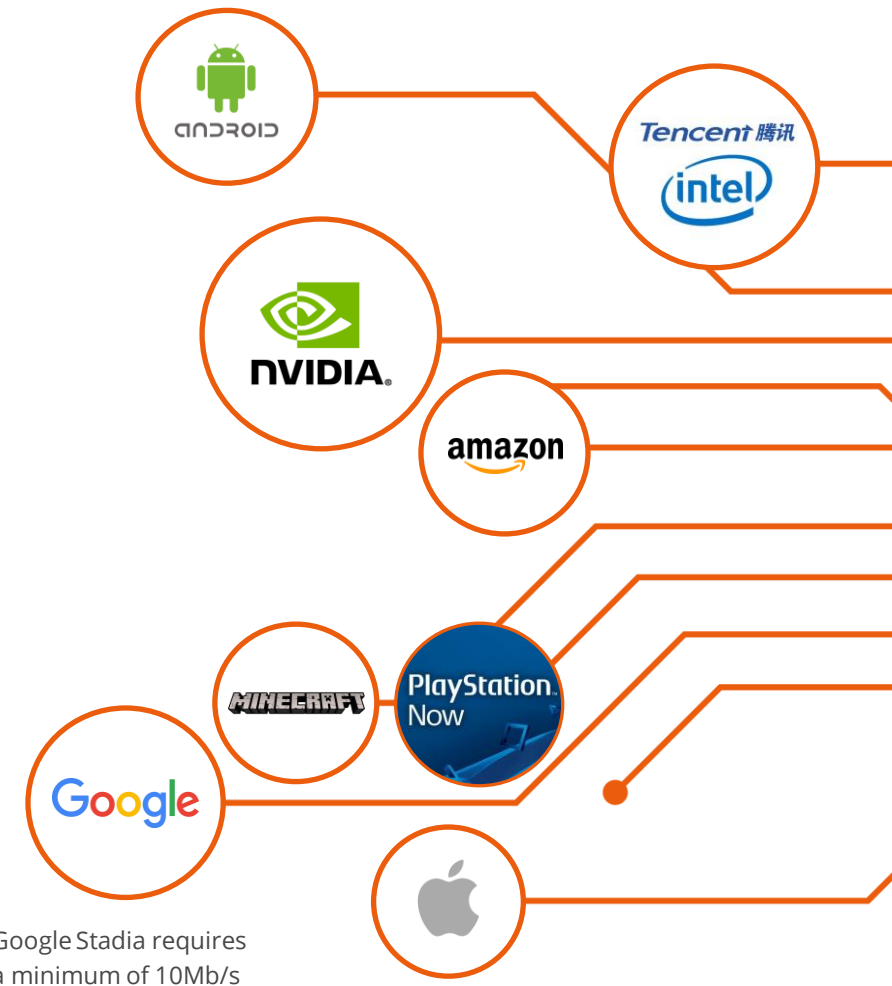 android
Tencent 腾讯
intel
NVIDIA.
amazon
MINECRAFT
PlayStation
Now
Google
Google Stadia requires
a minimum of 10Mb/s